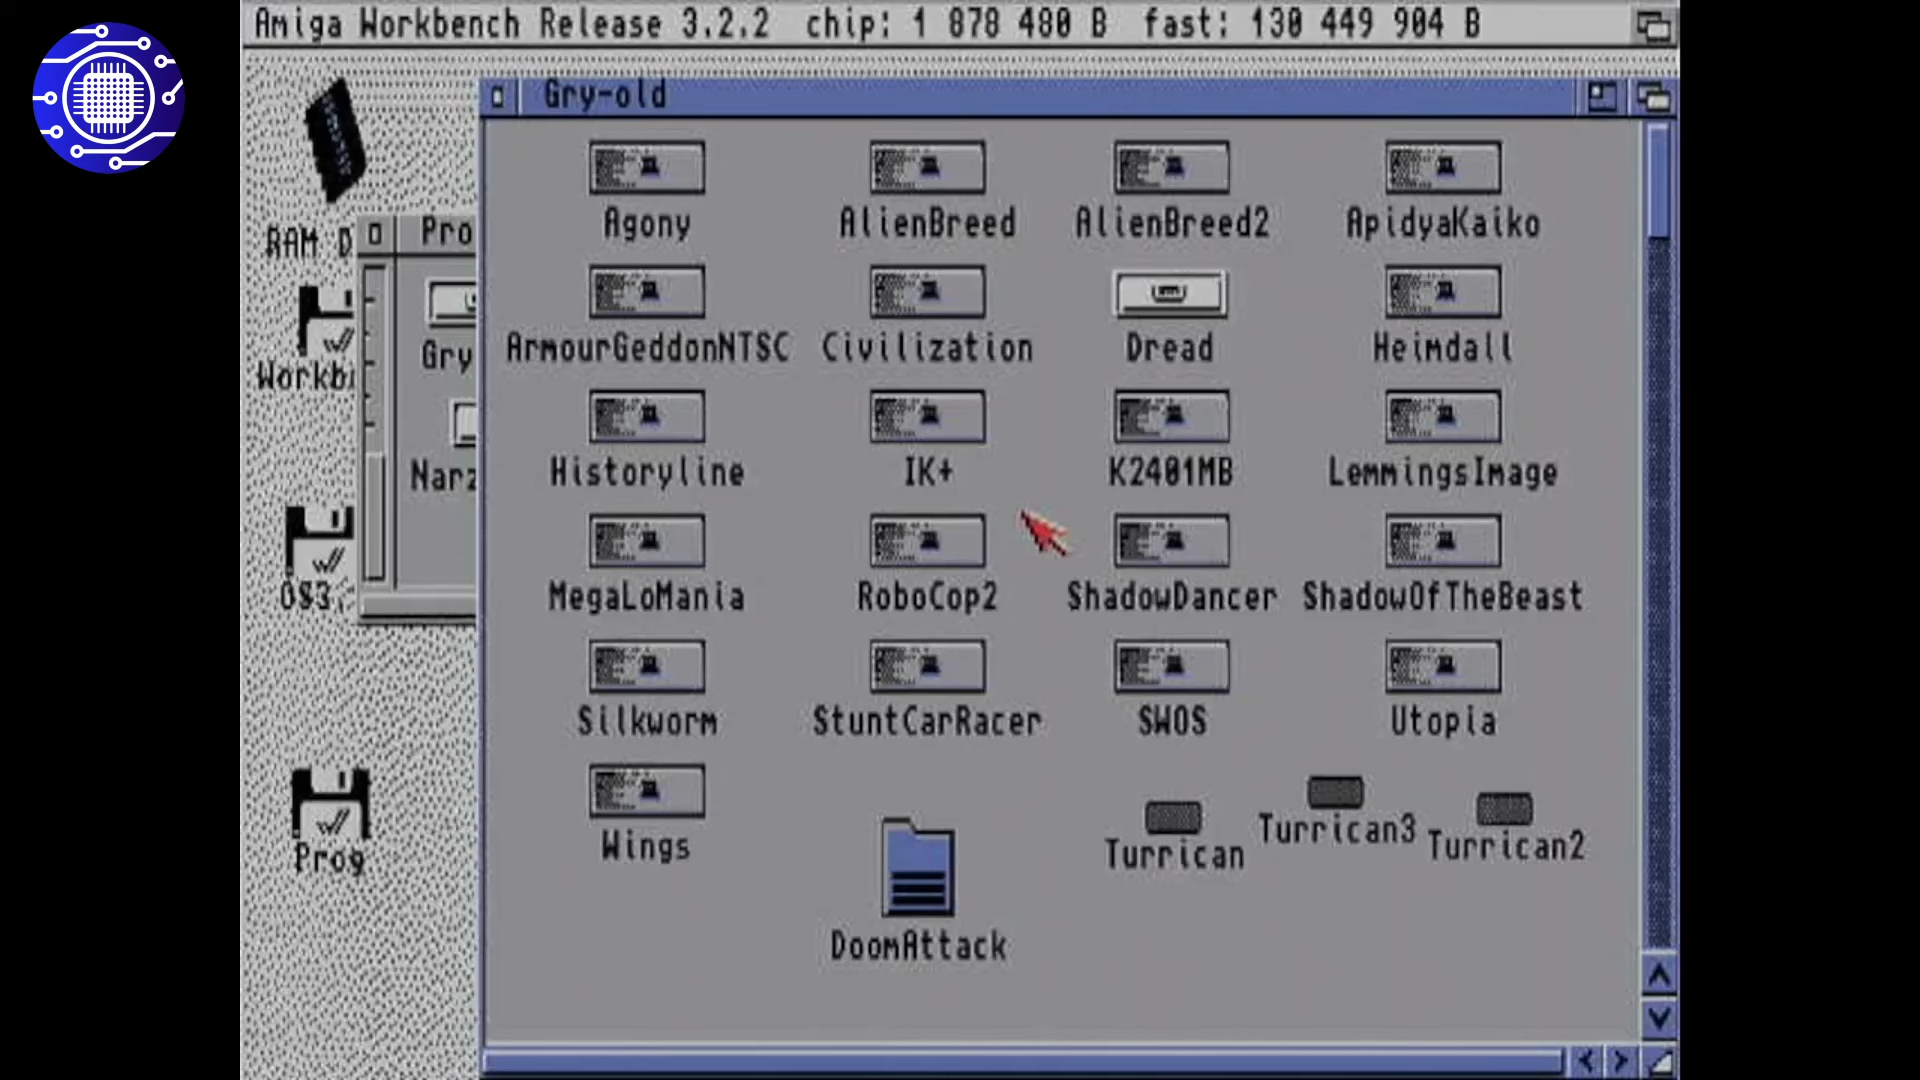 Amiga Workbench Release 3.2.2 chip: 1 878 480 B fast: 130 449 904 B
Gry-old
Agony AlienBreed AlienBreed2 ApidyaKaiko
RAM D Pro
ArmourGeddonNTSC Civilization Dread Heimdall
Gry
Workb
Historyline IK+ K2401MB LemmingsImage
Narz
MegaLoMania RoboCop2 ShadowDancer ShadowOfTheBeast
OS3.
Silkworm StuntCarRacer SWOS Utopia
Wings Turrican Turrican3 Turrican2
Prog
DoomAttack